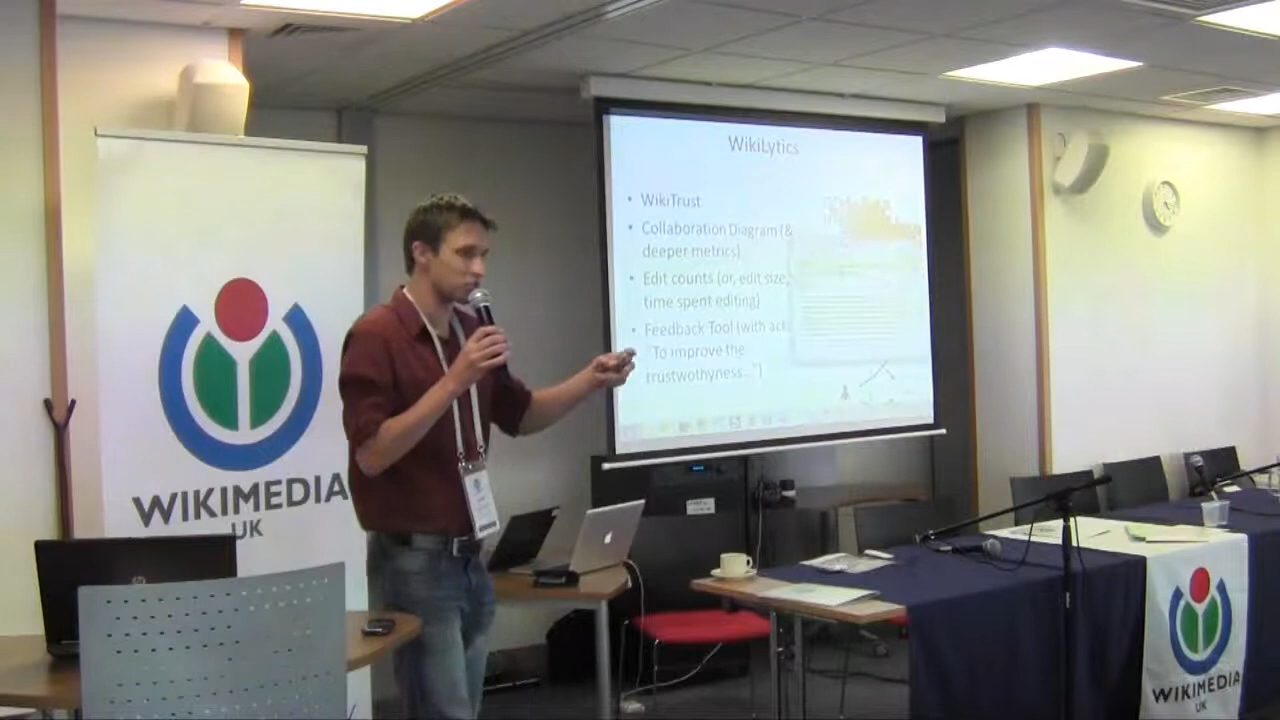 WIKIMEDIA
UK
WikiLytics
• WikiTrust
• Collaboration Diagram (&
deeper metrics)
• Edit counts (or, edit size,
time spent editing)
• Feedback Tool (with ack
To improve the
trustwothyness...")
WIKIMEDIA
UK